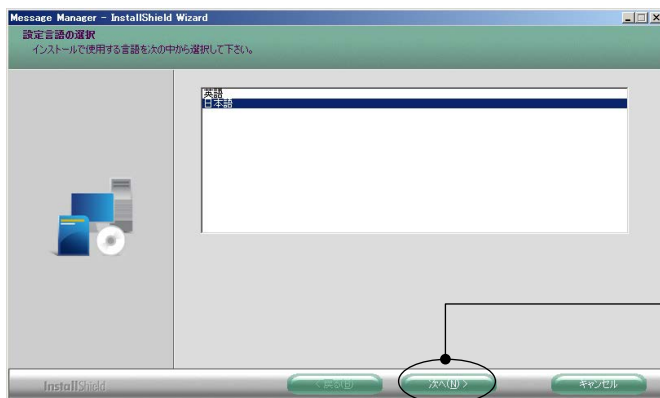 Message Manager - InstallShield Wizard
設定言語の選択
インストールで使用する言語を次の中から選択して下さい。
英語
日本語
InstallShield
< 戻る(B)
次へ(N) >
キャンセル